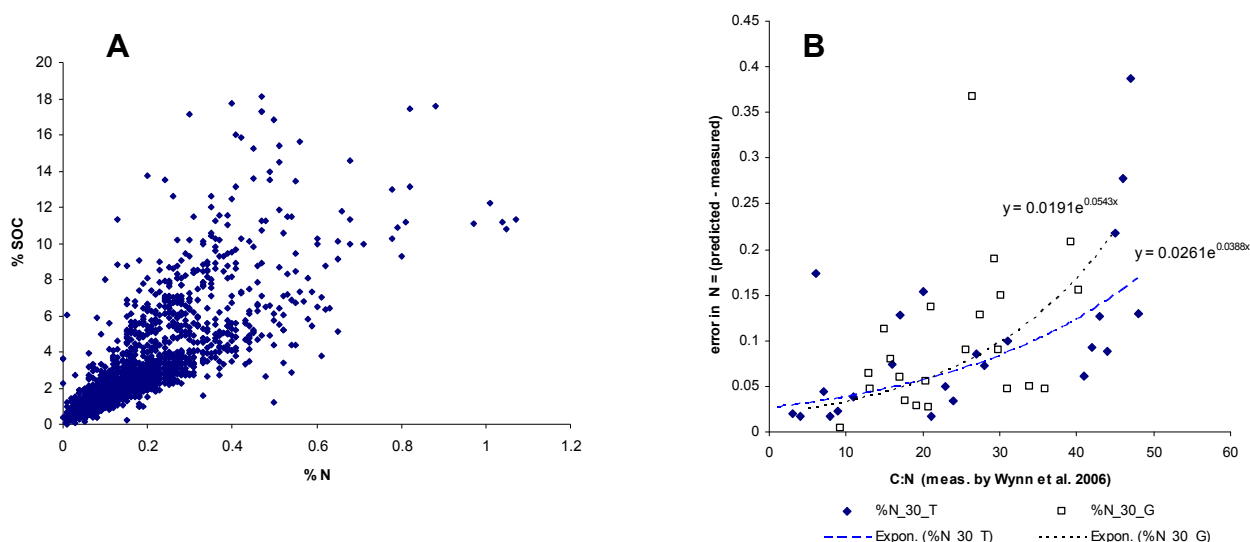 A
20
18
16
14
12
10
8
6
4
2
0
% SOC
0 0.2 0.4 0.6 0.8 1 1.2
% N
B
0.45
0.4
0.35
0.3
0.25
0.2
0.15
0.1
0.05
0
error in N = (predicted - measured)
y = 0.0191e^0.0543x
y = 0.0261e^0.0388x
0 10 20 30 40 50 60
C:N (meas. by Wynn et al. 2006)
%N_30_T %N_30_G
Expon. (%N_30_T) Expon. (%N_30_G)